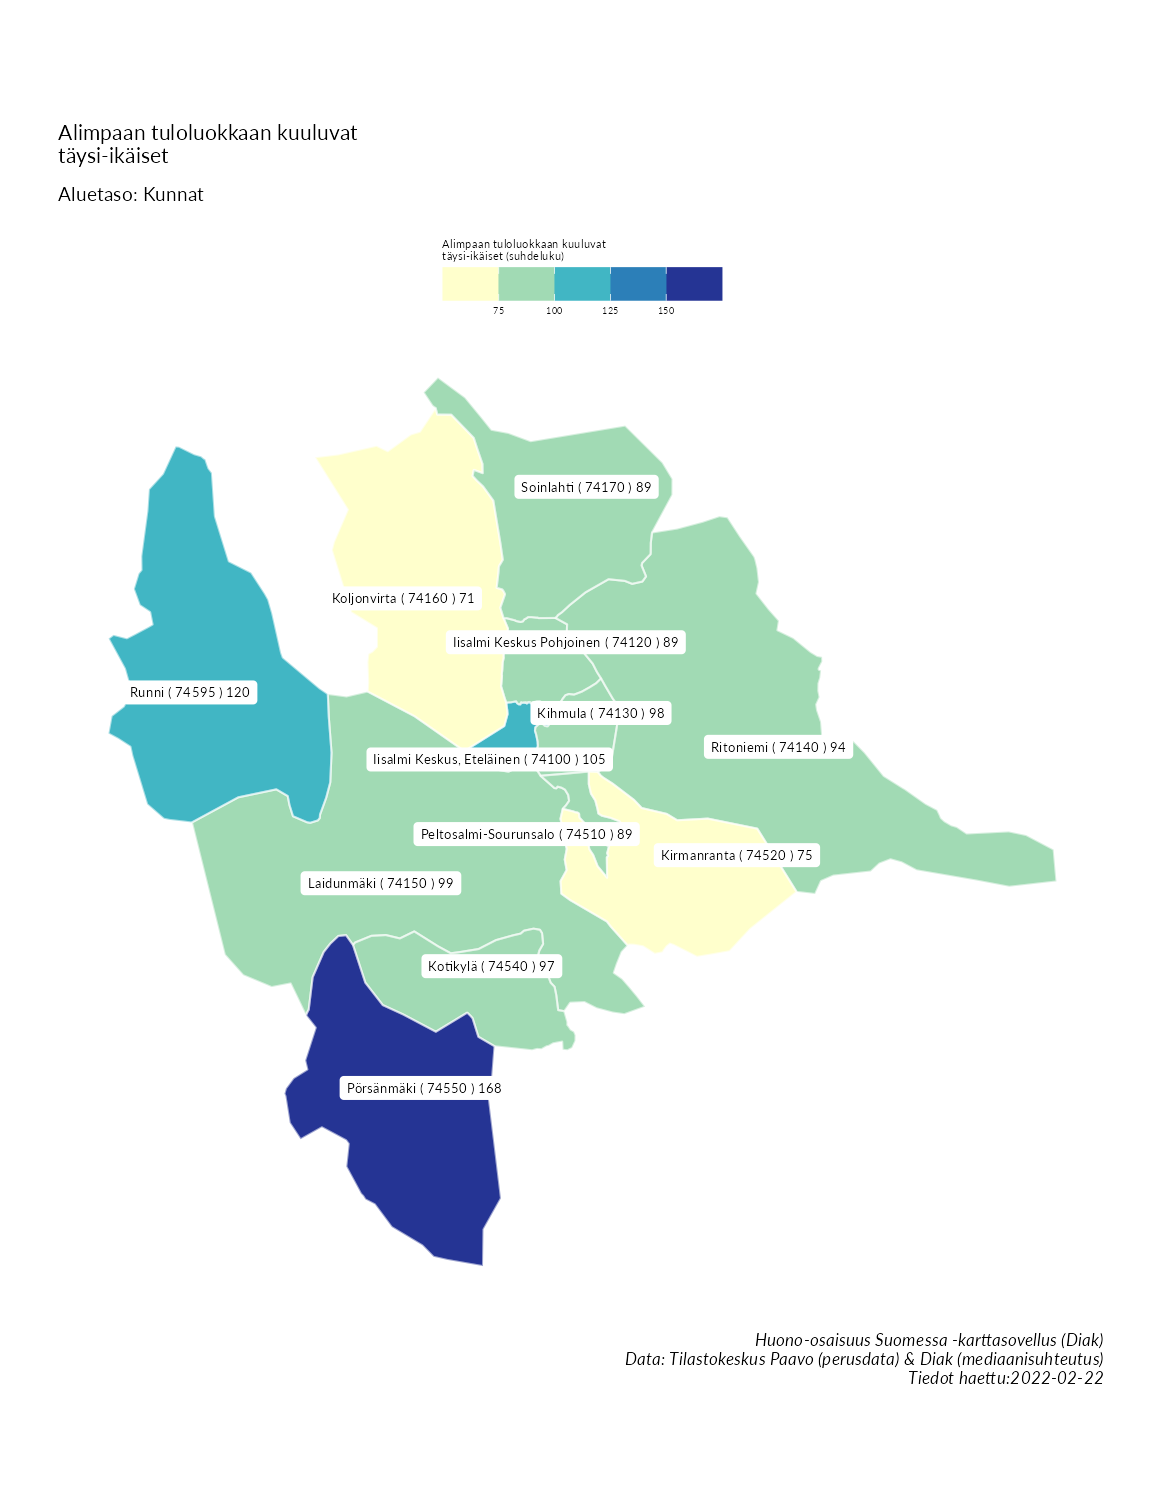 Alimpaan tuloluokkaan kuuluvat
täysi-ikäiset
Aluetaso: Kunnat
Alimpaan tuloluokkaan kuuluvat
täysi-ikäiset (suhdeluku)
75 100 125 150
Soinlahti ( 74170 ) 89
Koljonvirta ( 74160 ) 71
Iisalmi Keskus Pohjoinen ( 74120 ) 89
Runni ( 74595 ) 120
Kihmula ( 74130 ) 98
Ritoniemi ( 74140 ) 94
Iisalmi Keskus, Eteläinen ( 74100 ) 105
Peltosalmi-Sourunsalo ( 74510 ) 89
Kirmanranta ( 74520 ) 75
Laidunmäki ( 74150 ) 99
Kotikylä ( 74540 ) 97
Pörsänmäki ( 74550 ) 168
Huono-osaisuus Suomessa -karttasovellus (Diak)
Data: Tilastokeskus Paavo (perusdata) & Diak (mediaanisuhteutus)
Tiedot haettu:2022-02-22